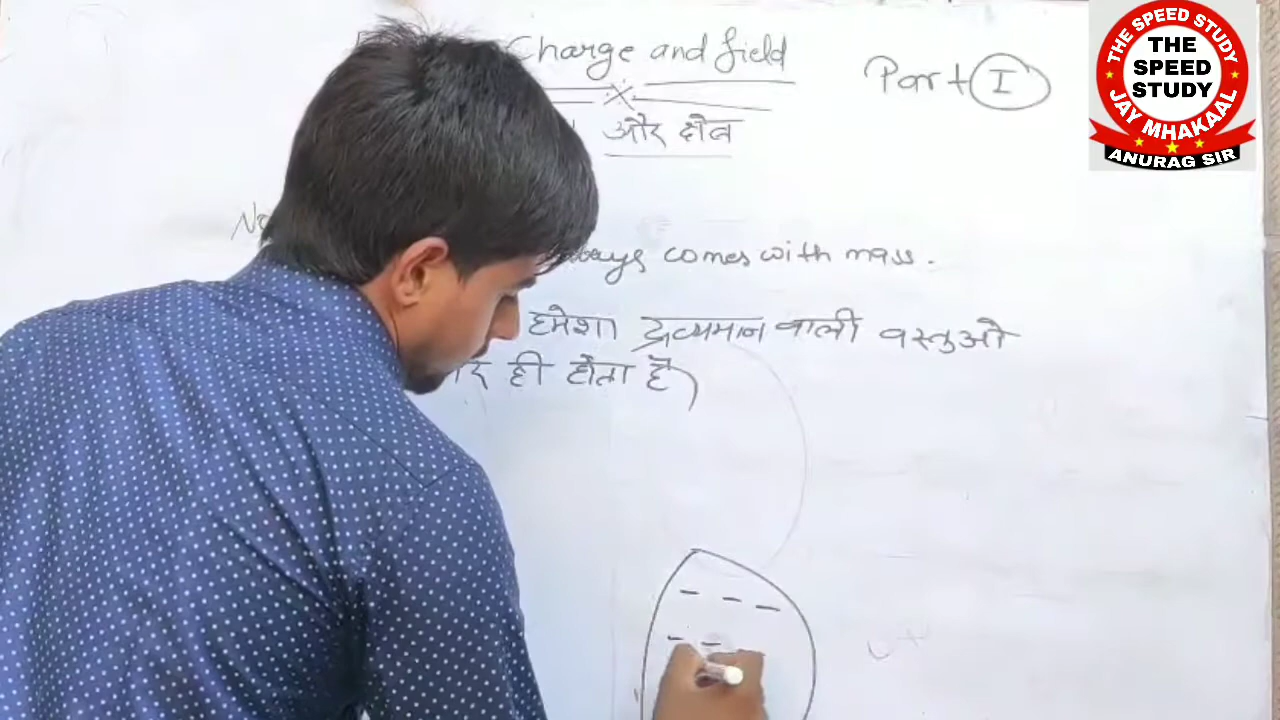 Charge and field
Part I
और क्षेत्र
comes with mass.
हमेशा द्रव्यमान वाली वस्तुओ
ही होता है
THE SPEED STUDY
THE
SPEED
STUDY
JAY MHAKAAL
ANURAG SIR